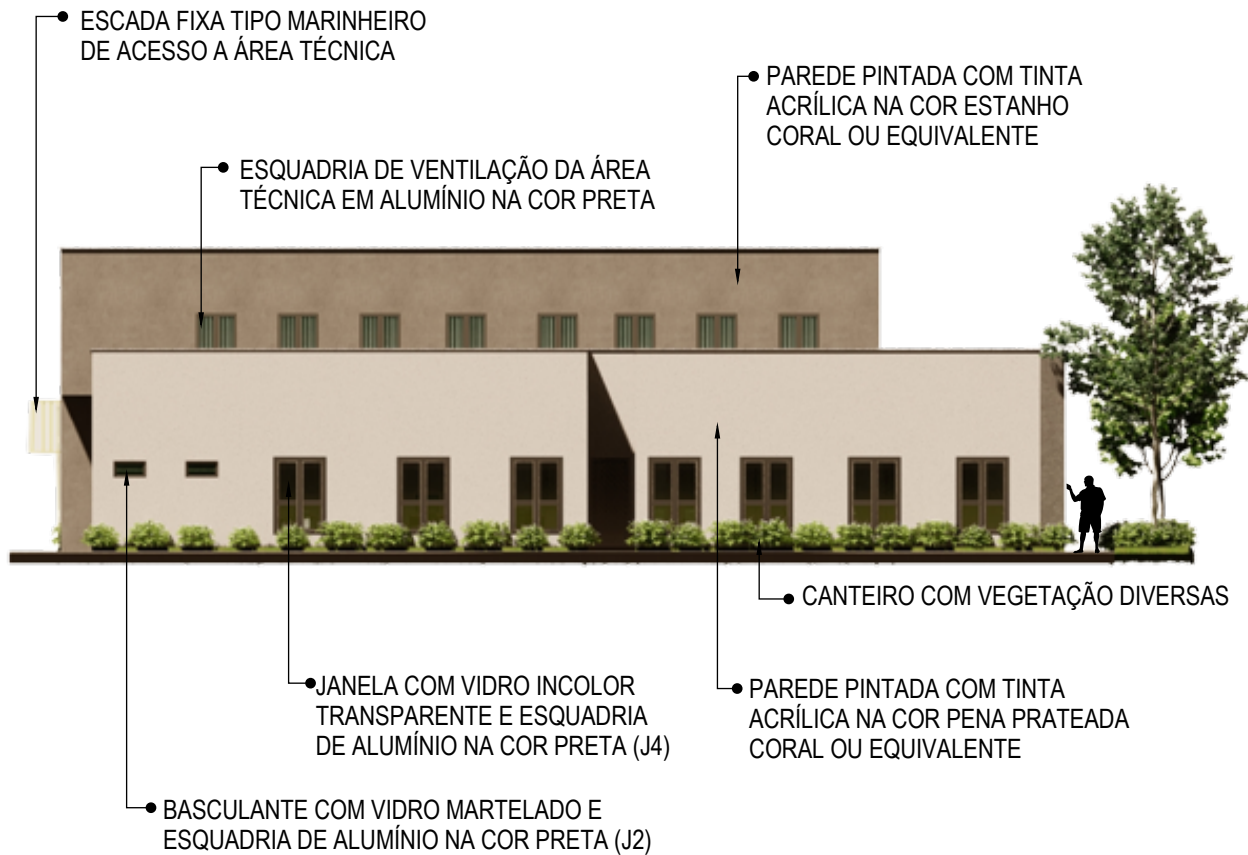 ESCADA FIXA TIPO MARINHEIRO
DE ACESSO A ÁREA TÉCNICA
PAREDE PINTADA COM TINTA
ACRÍLICA NA COR ESTANHO
CORAL OU EQUIVALENTE
ESQUADRIA DE VENTILAÇÃO DA ÁREA
TÉCNICA EM ALUMÍNIO NA COR PRETA
CANTEIRO COM VEGETAÇÃO DIVERSAS
JANELA COM VIDRO INCOLOR
TRANSPARENTE E ESQUADRIA
DE ALUMÍNIO NA COR PRETA (J4)
PAREDE PINTADA COM TINTA
ACRÍLICA NA COR PENA PRATEADA
CORAL OU EQUIVALENTE
BASCULANTE COM VIDRO MARTELADO E
ESQUADRIA DE ALUMÍNIO NA COR PRETA (J2)